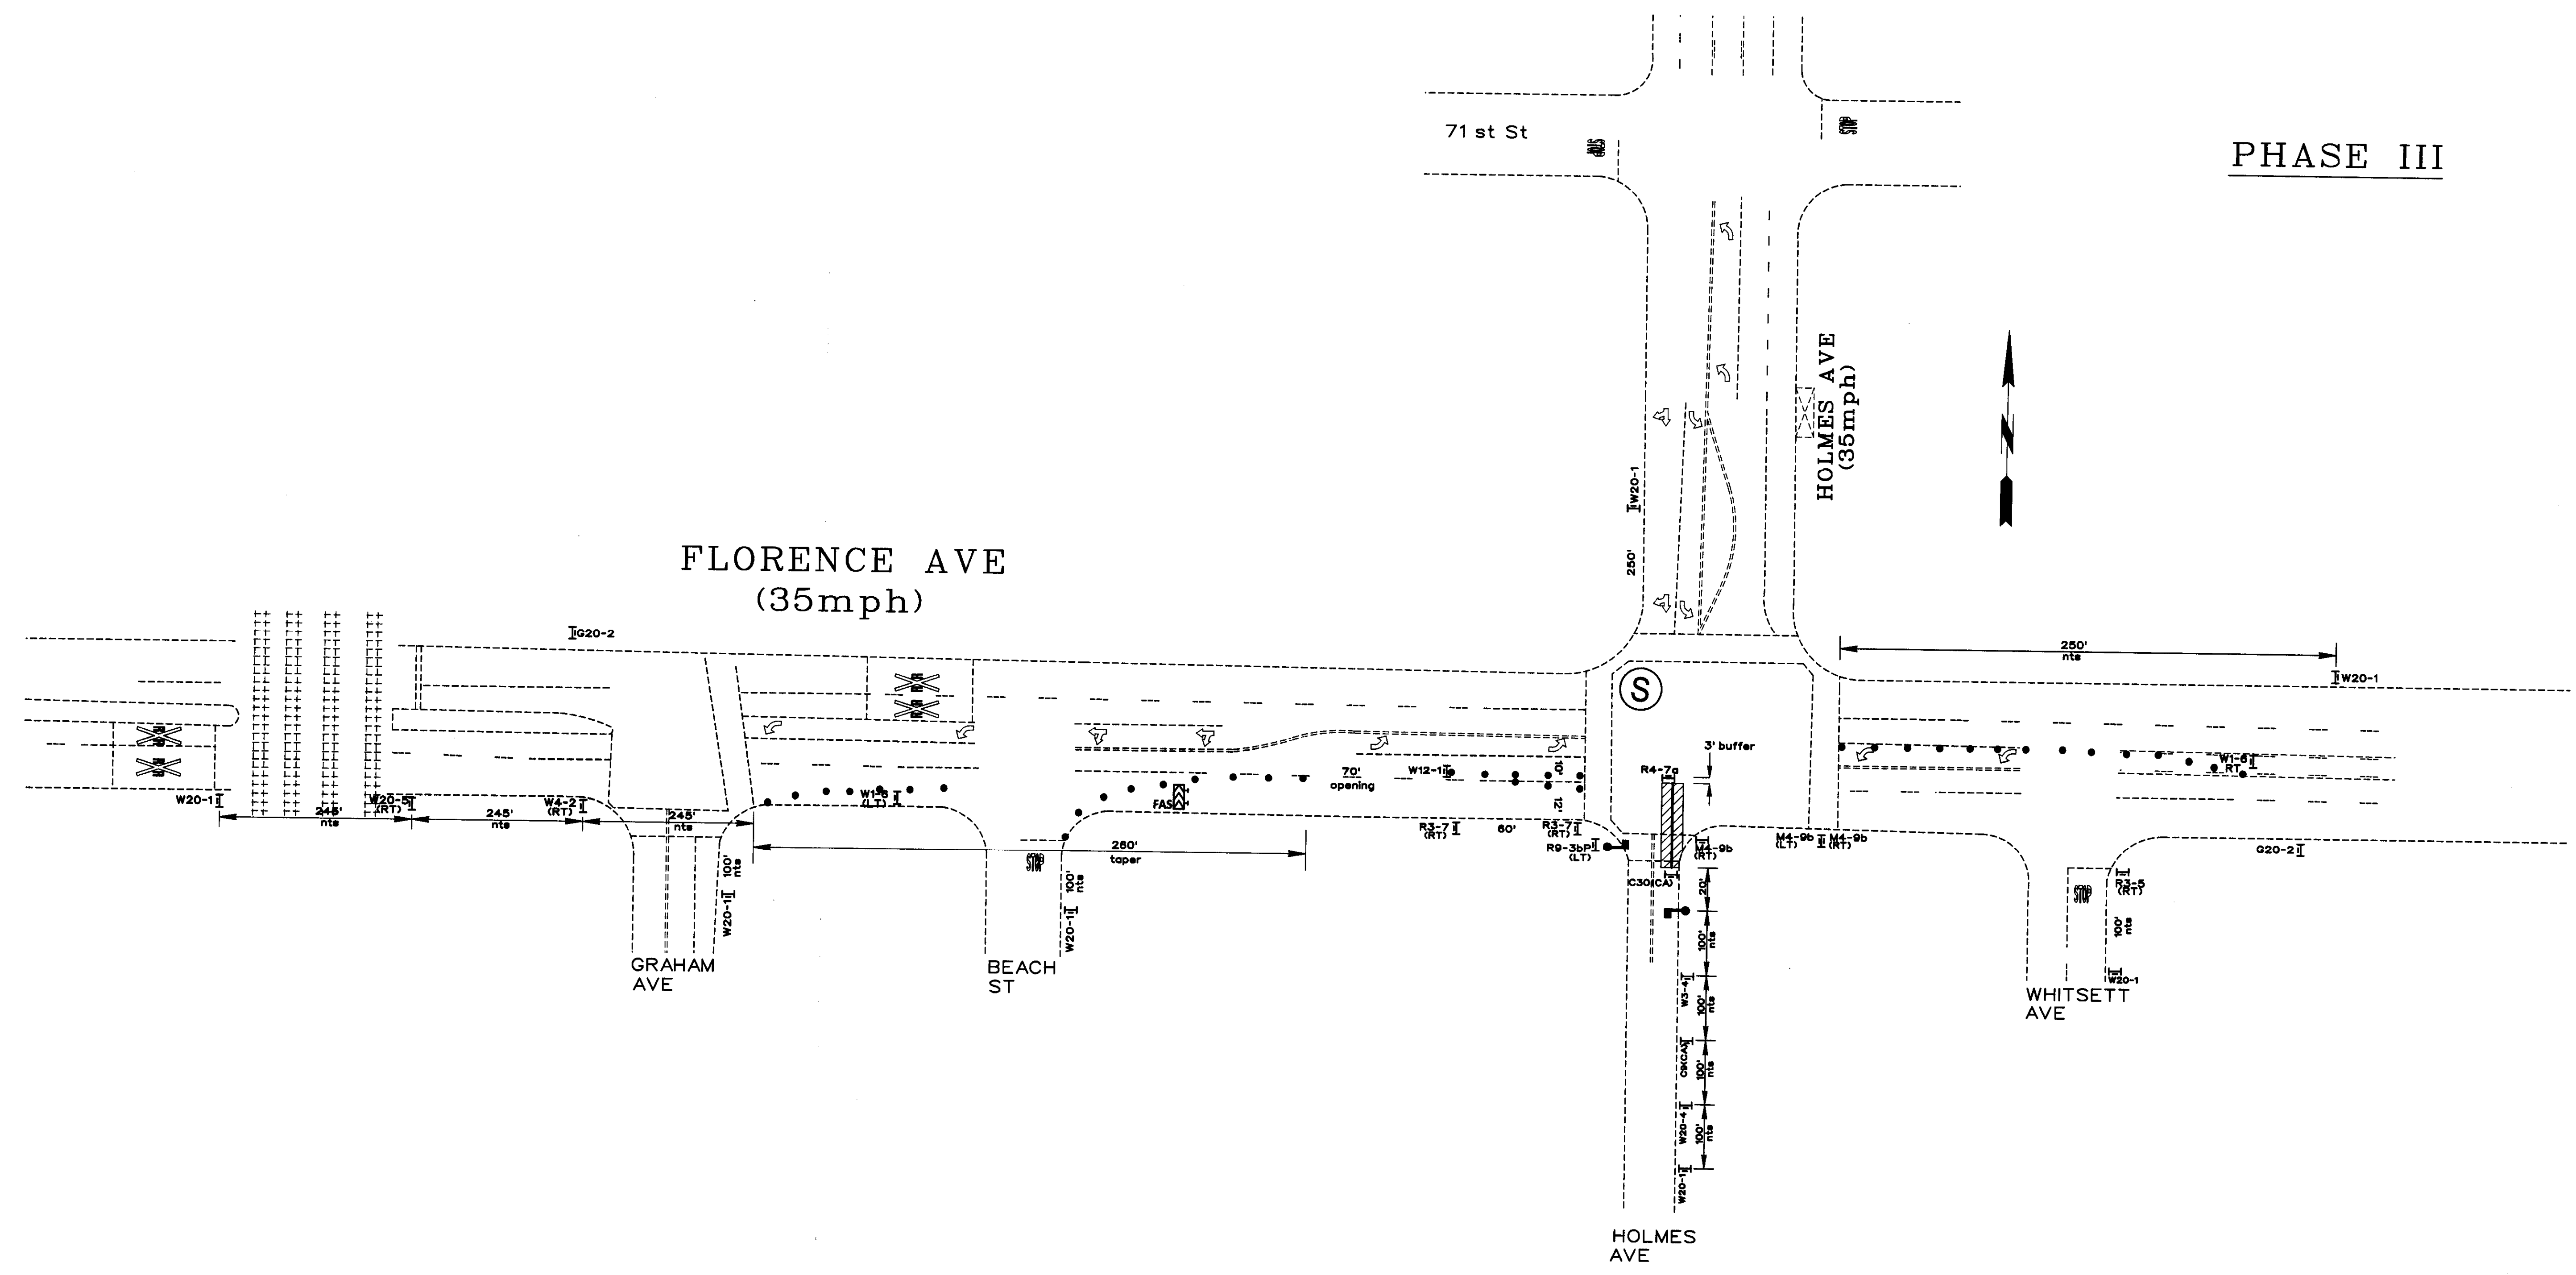 71 st St
STOP
STOP
PHASE III
HOLMES AVE
(35mph)
W20-1
250'
FLORENCE AVE
(35mph)
G20-2
S
250'
nts
W20-1
3' buffer
R4-7a
W12-1
10'
70'
opening
12'
W1-6
RT
W20-1
W20-5
(RT)
W4-2
(RT)
245'
nts
245'
nts
245'
nts
W1-6
(LT)
FAS
R3-7
(RT)
60'
R3-7
(RT)
R9-3bP
(LT)
M4-9b
(RT)
M4-9b
(LT)
M4-9b
(RT)
G20-2
260'
taper
STOP
C30(CA)
20'
STOP
R3-5
(RT)
100'
nts
W20-1
100'
nts
W20-1
100'
nts
W20-1
100'
nts
W3-4
100'
nts
C9(CA)
100'
nts
W20-4
100'
nts
W20-1
GRAHAM
AVE
BEACH
ST
WHITSETT
AVE
HOLMES
AVE